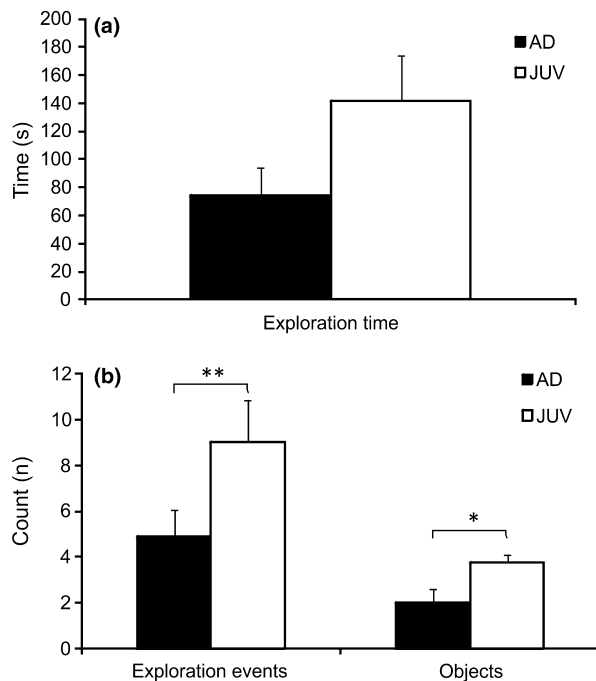 (a)
AD
JUV
Time (s)
200
180
160
140
120
100
80
60
40
20
0
Exploration time
(b)
AD
JUV
**
*
Count (n)
12
10
8
6
4
2
0
Exploration events
Objects